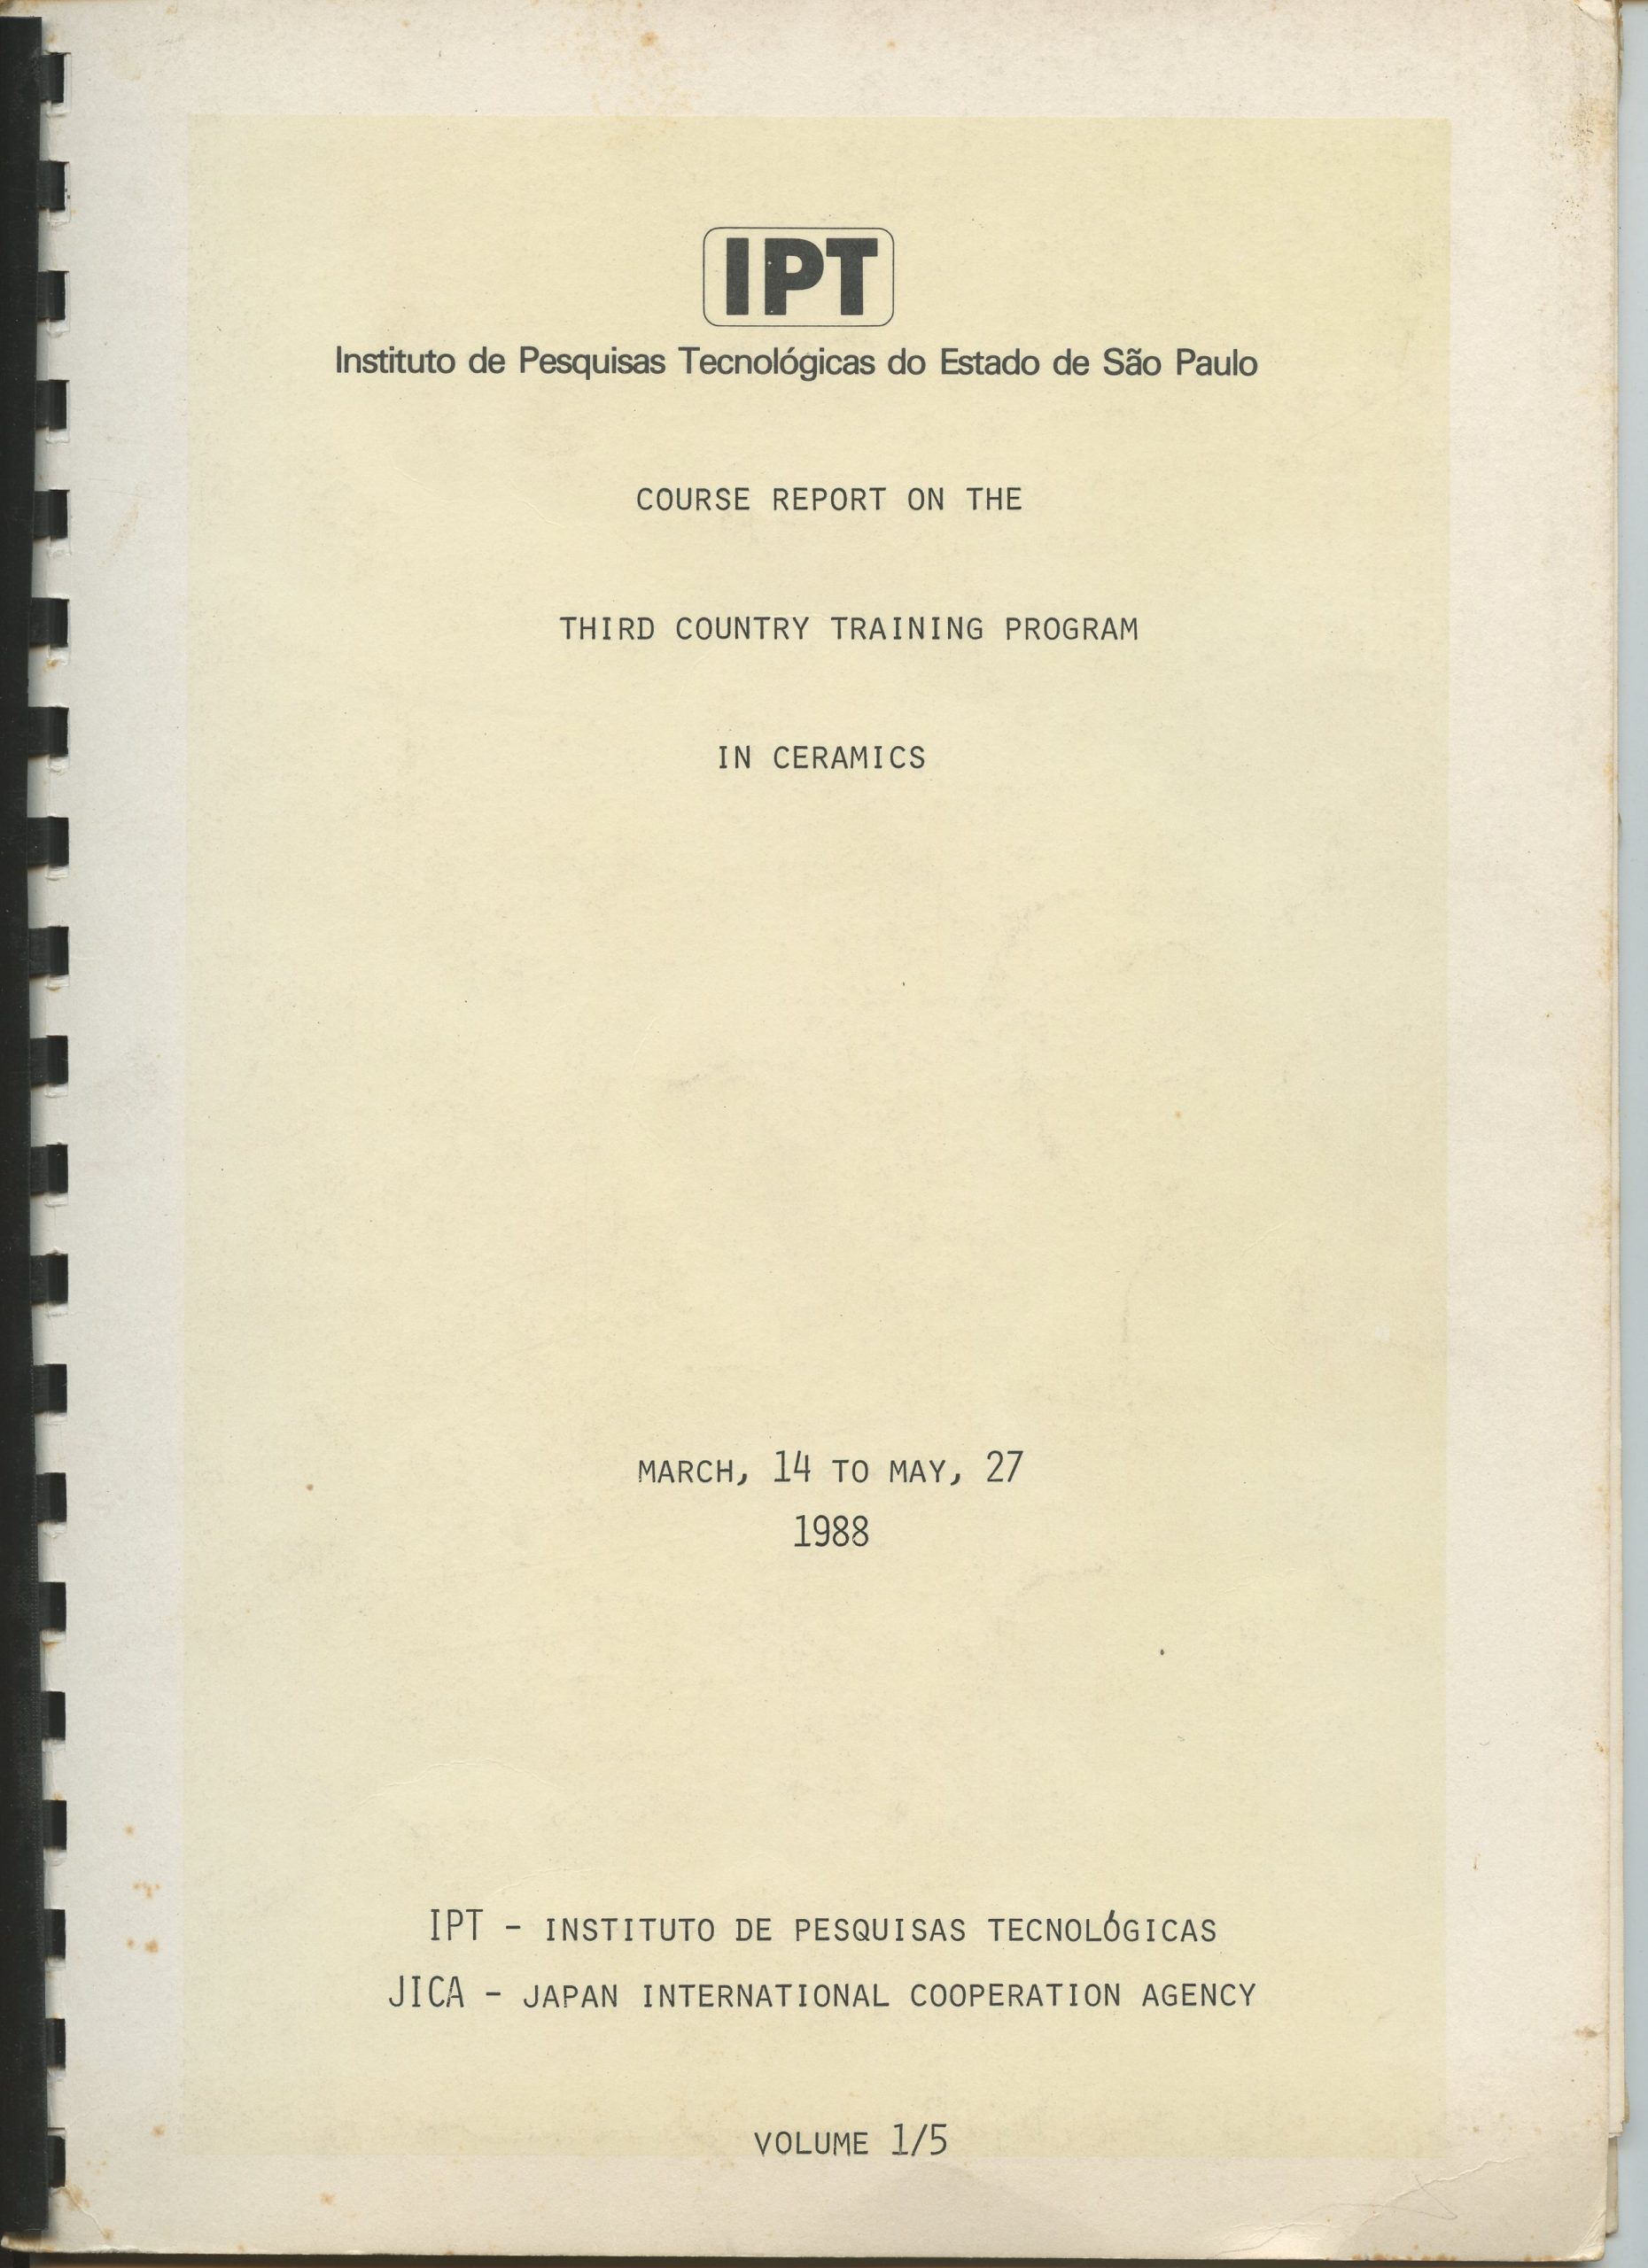 IPT
Instituto de Pesquisas Tecnológicas do Estado de São Paulo
COURSE REPORT ON THE
THIRD COUNTRY TRAINING PROGRAM
IN CERAMICS
MARCH, 14 TO MAY, 27
1988
IPT - INSTITUTO DE PESQUISAS TECNOLÓGICAS
JICA - JAPAN INTERNATIONAL COOPERATION AGENCY
VOLUME 1/5